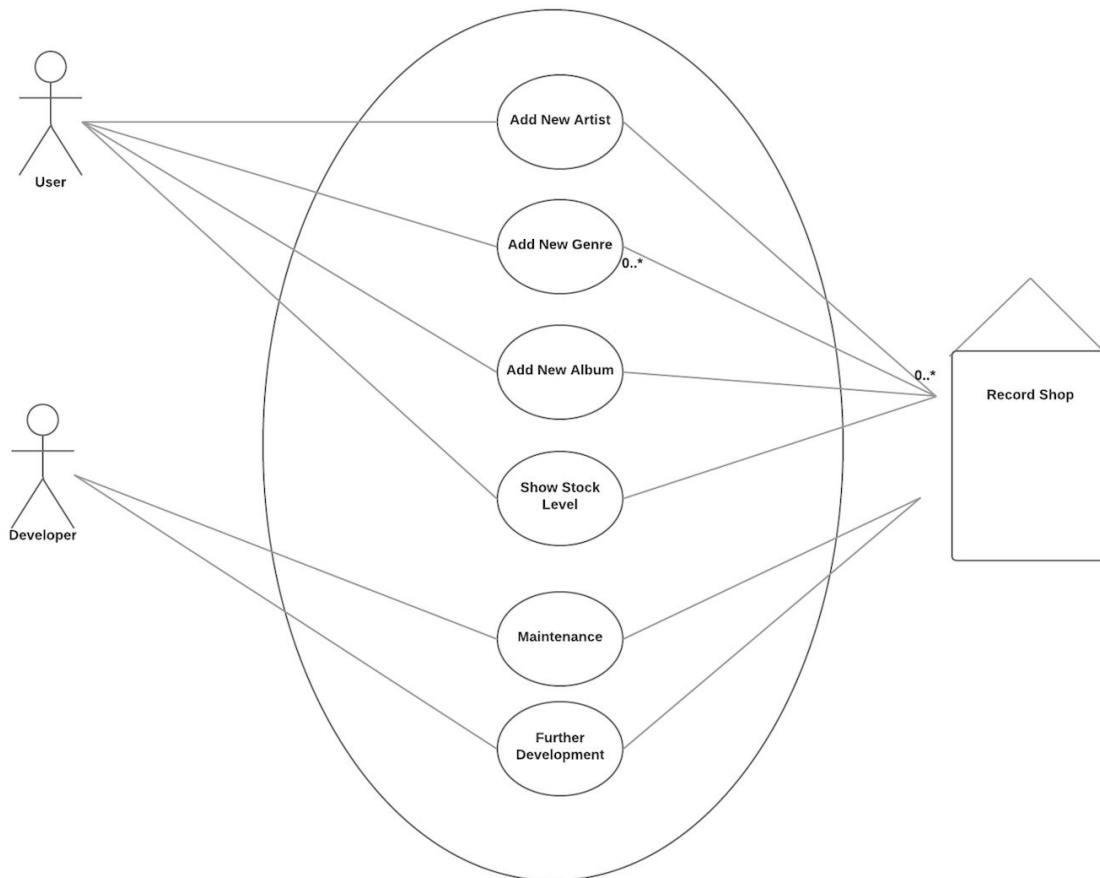 Add New Artist
User
Add New Genre
0..*
Add New Album
0..*
Record Shop
Show Stock
Level
Developer
Maintenance
Further
Development